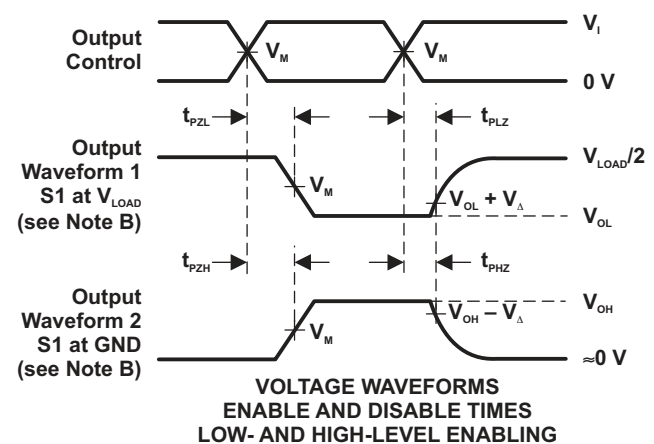 Output
Control
V_M
V_M
V_I
0 V
t_PZL
t_PLZ
Output
Waveform 1
S1 at V_LOAD
(see Note B)
V_M
V_LOAD/2
V_OL + V_Δ
V_OL
t_PZH
t_PHZ
Output
Waveform 2
S1 at GND
(see Note B)
V_M
V_OH
V_OH − V_Δ
≈0 V
VOLTAGE WAVEFORMS
ENABLE AND DISABLE TIMES
LOW- AND HIGH-LEVEL ENABLING